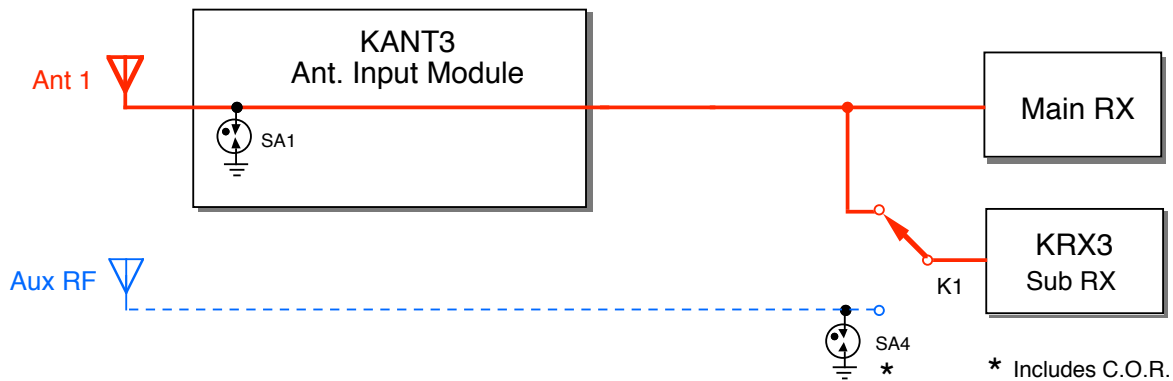 KANT3
Ant. Input Module
Ant 1
SA1
Main RX
KRX3
Sub RX
K1
Aux RF
SA4
*
* Includes C.O.R.